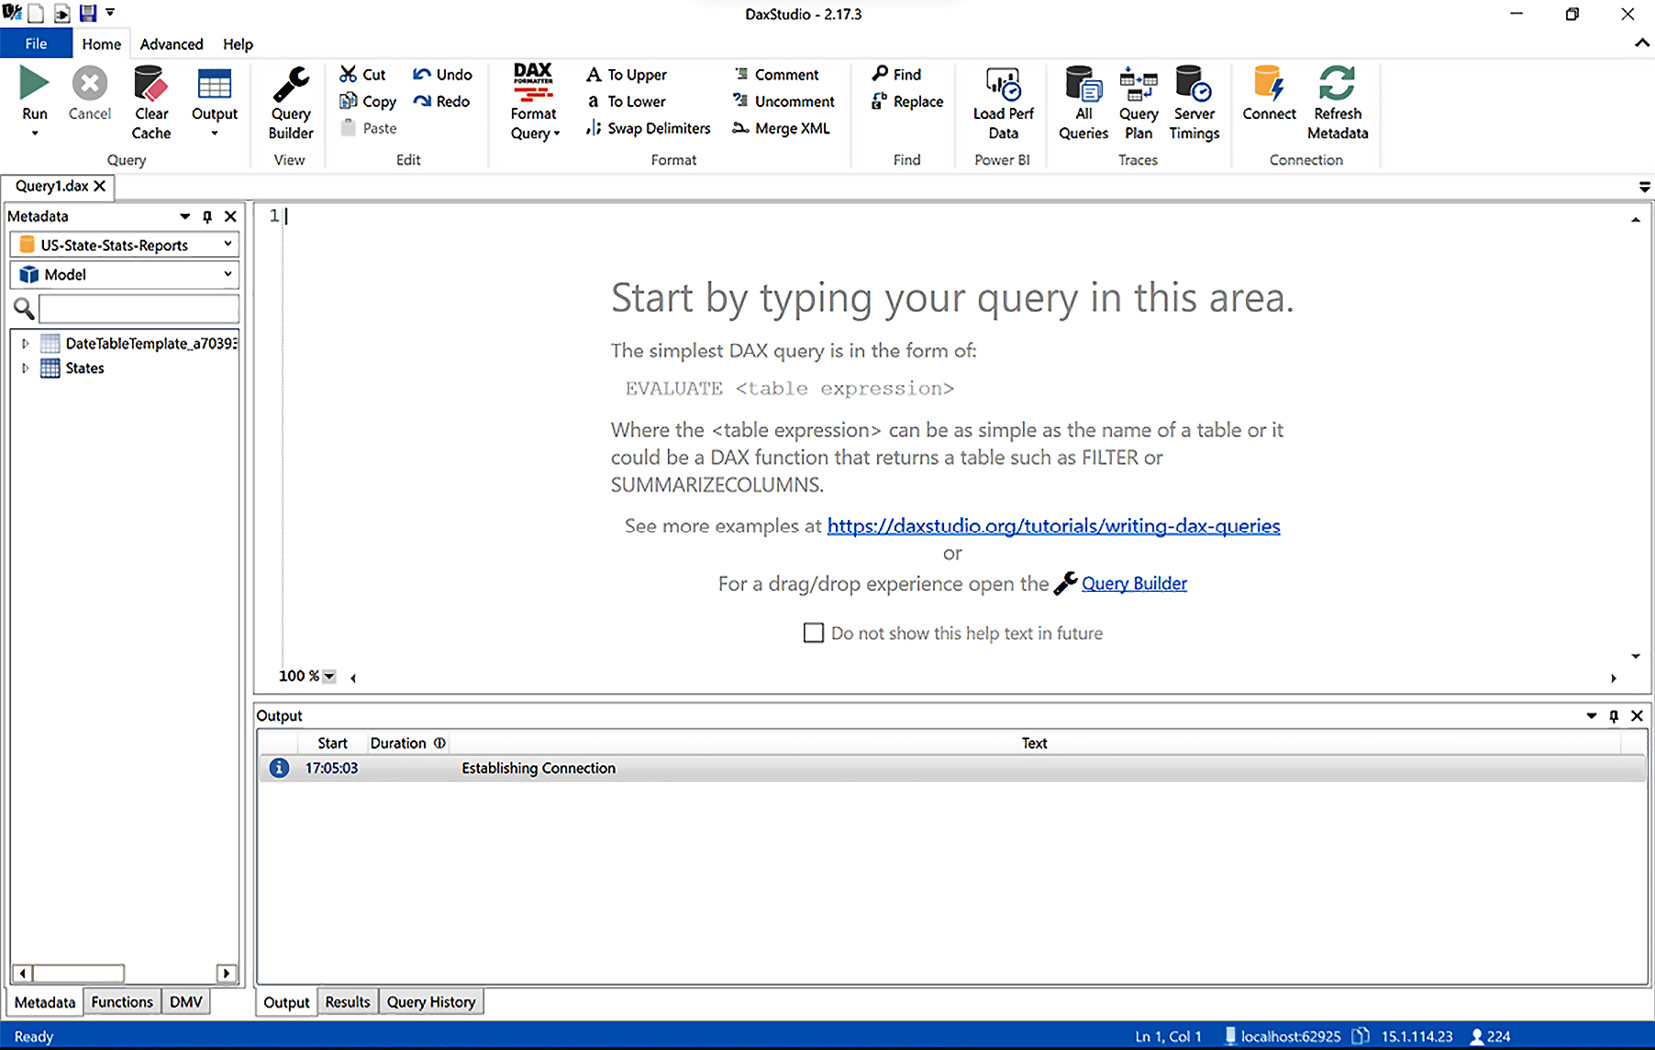 DaxStudio - 2.17.3
File Home Advanced Help
Run
Cancel
Clear Cache
Output
Query
Query Builder
View
Cut
Copy
Paste
Undo
Redo
Edit
DAX
FORMATTER
Format Query
To Upper
To Lower
Swap Delimiters
Comment
Uncomment
Merge XML
Format
Find
Replace
Find
Load Perf Data
Power BI
All Queries
Query Plan
Server Timings
Traces
Connect
Refresh Metadata
Connection
Query1.dax
Metadata
US-State-Stats-Reports
Model
DateTableTemplate_a7039
States
Metadata Functions DMV
1
Start by typing your query in this area.
The simplest DAX query is in the form of:
EVALUATE <table expression>
Where the <table expression> can be as simple as the name of a table or it
could be a DAX function that returns a table such as FILTER or
SUMMARIZECOLUMNS.
See more examples at https://daxstudio.org/tutorials/writing-dax-queries
or
For a drag/drop experience open the Query Builder
Do not show this help text in future
100 %
Output
Start Duration Text
17:05:03 Establishing Connection
Output Results Query History
Ready Ln 1, Col 1 localhost:62925 15.1.114.23 224